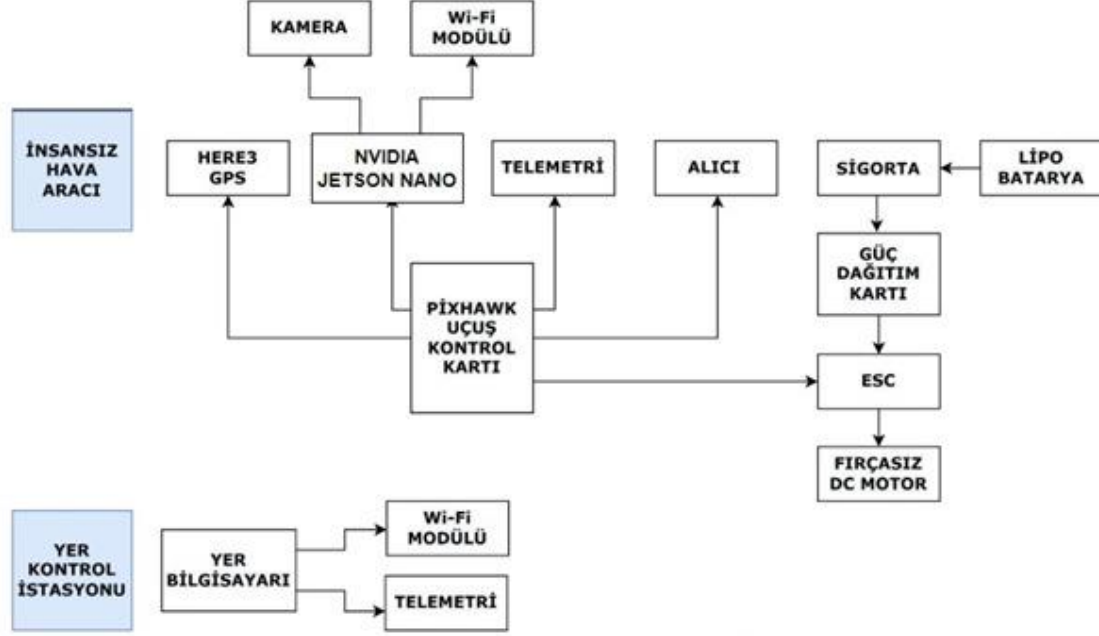 KAMERA
Wi-Fi
MODÜLÜ
İNSANSIZ
HAVA
ARACI
HERE3
GPS
NVIDIA
JETSON NANO
TELEMETRİ
ALICI
SİGORTA
LİPO
BATARYA
GÜÇ
DAĞITIM
KARTI
PİXHAWK
UÇUŞ
KONTROL
KARTI
ESC
FIRÇASIZ
DC MOTOR
YER
KONTROL
İSTASYONU
YER
BİLGİSAYARI
Wi-Fi
MODÜLÜ
TELEMETRİ